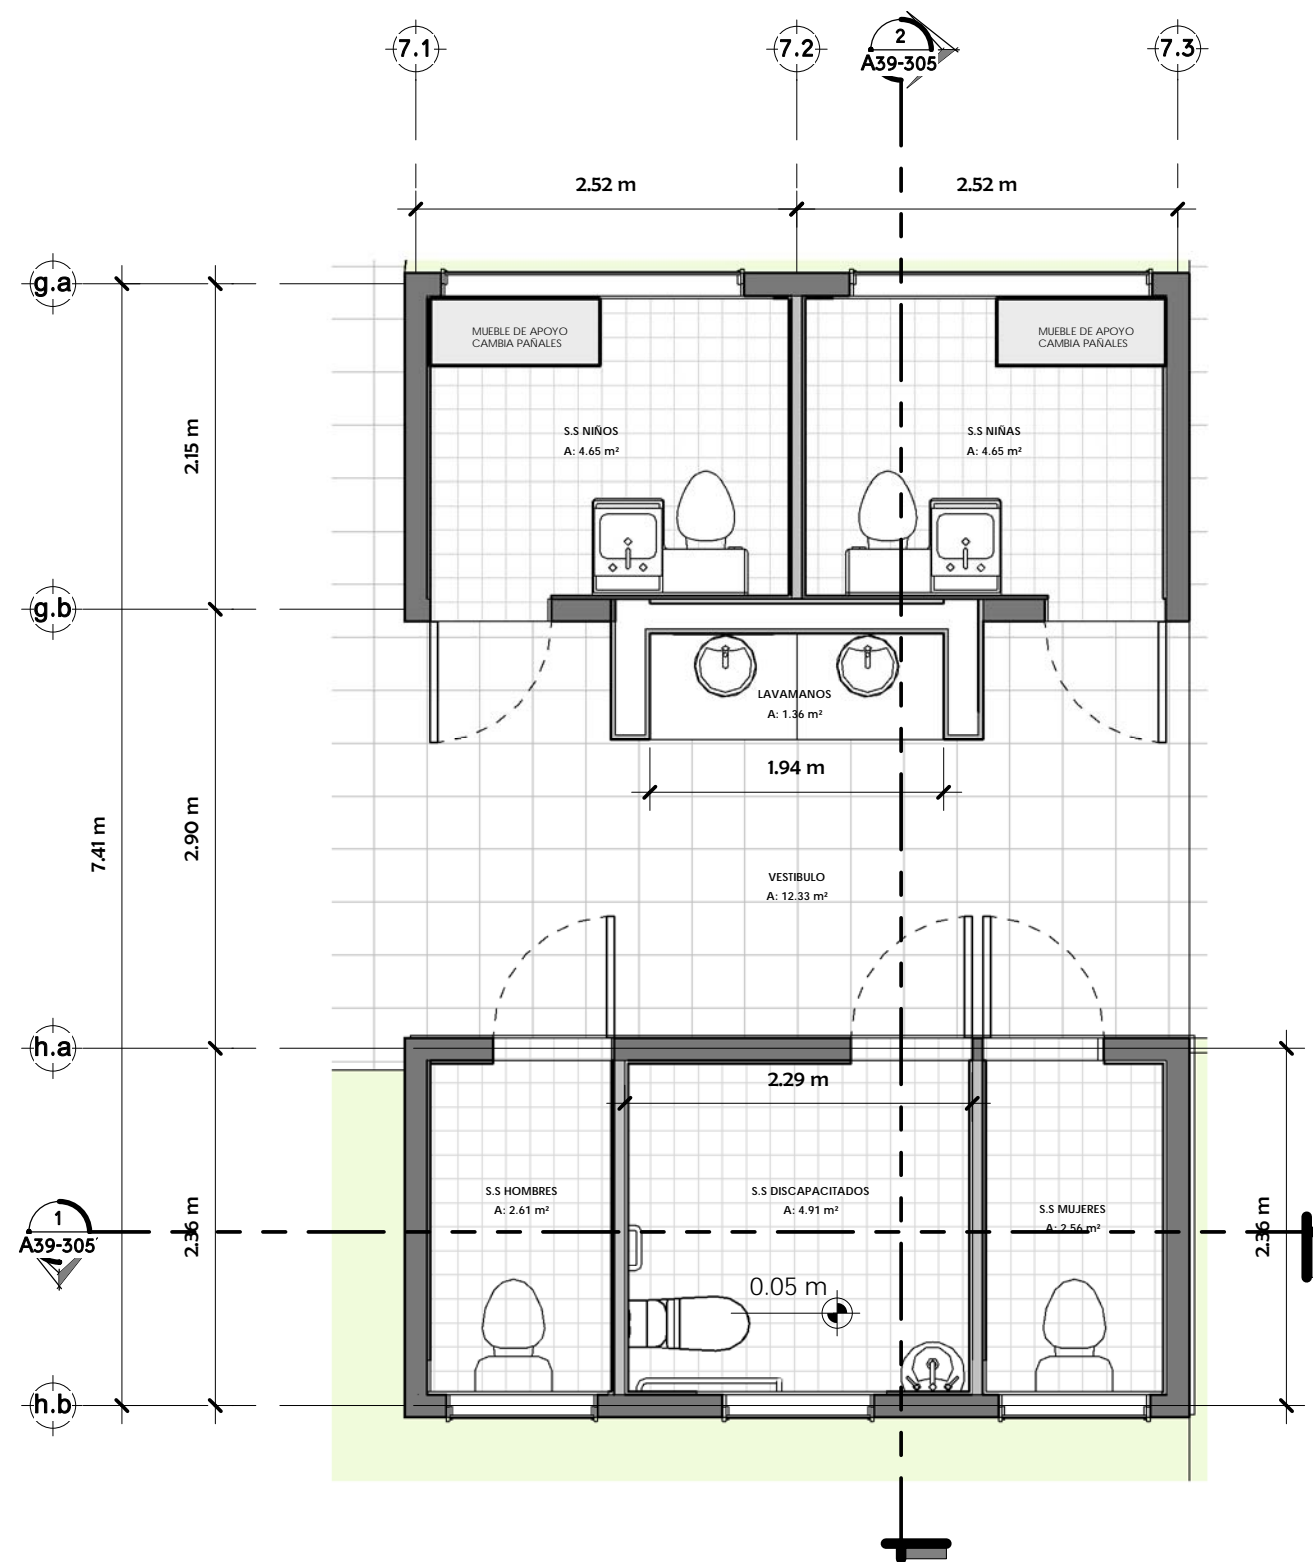 7.1
7.2
2
A39-305
7.3
2.52 m
2.52 m
g.a
MUEBLE DE APOYO
CAMBIA PAÑALES
MUEBLE DE APOYO
CAMBIA PAÑALES
2.15 m
S.S NIÑOS
A: 4.65 m²
S.S NIÑAS
A: 4.65 m²
g.b
LAVAMANOS
A: 1.36 m²
1.94 m
7.41 m
2.90 m
VESTIBULO
A: 12.33 m²
h.a
2.29 m
S.S HOMBRES
A: 2.61 m²
S.S DISCAPACITADOS
A: 4.91 m²
S.S MUJERES
A: 2.56 m²
1
A39-305
2.36 m
2.36 m
0.05 m
h.b